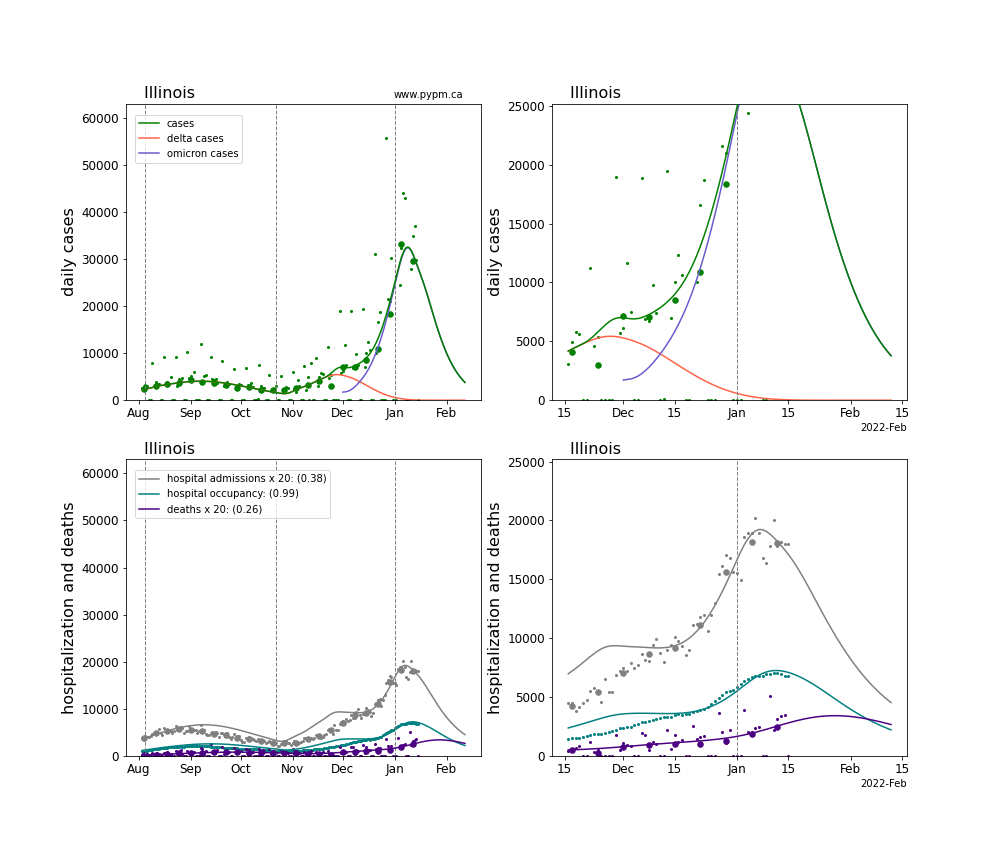 Illinois
www.pypm.ca
daily cases
60000
50000
40000
30000
20000
10000
0
cases
delta cases
omicron cases
Aug Sep Oct Nov Dec Jan Feb
Illinois
daily cases
25000
20000
15000
10000
5000
0
15 Dec 15 Jan 15 Feb 15
2022-Feb
Illinois
hospitalization and deaths
60000
50000
40000
30000
20000
10000
0
hospital admissions x 20: (0.38)
hospital occupancy: (0.99)
deaths x 20: (0.26)
Aug Sep Oct Nov Dec Jan Feb
Illinois
hospitalization and deaths
25000
20000
15000
10000
5000
0
15 Dec 15 Jan 15 Feb 15
2022-Feb